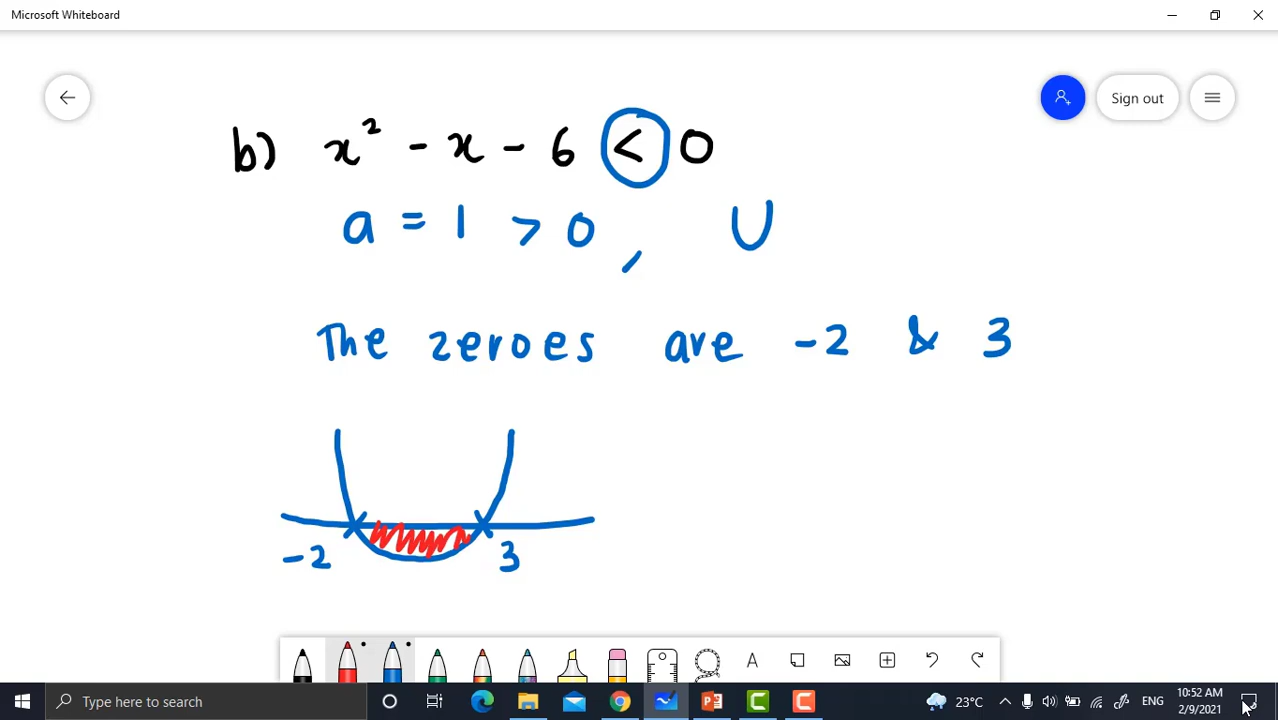 Microsoft Whiteboard
Sign out
b) x² - x - 6 < 0
a = 1 > 0 , U
The zeroes are -2 & 3
-2 3
A
Type here to search
23°C
ENG
10:52 AM
2/9/2021